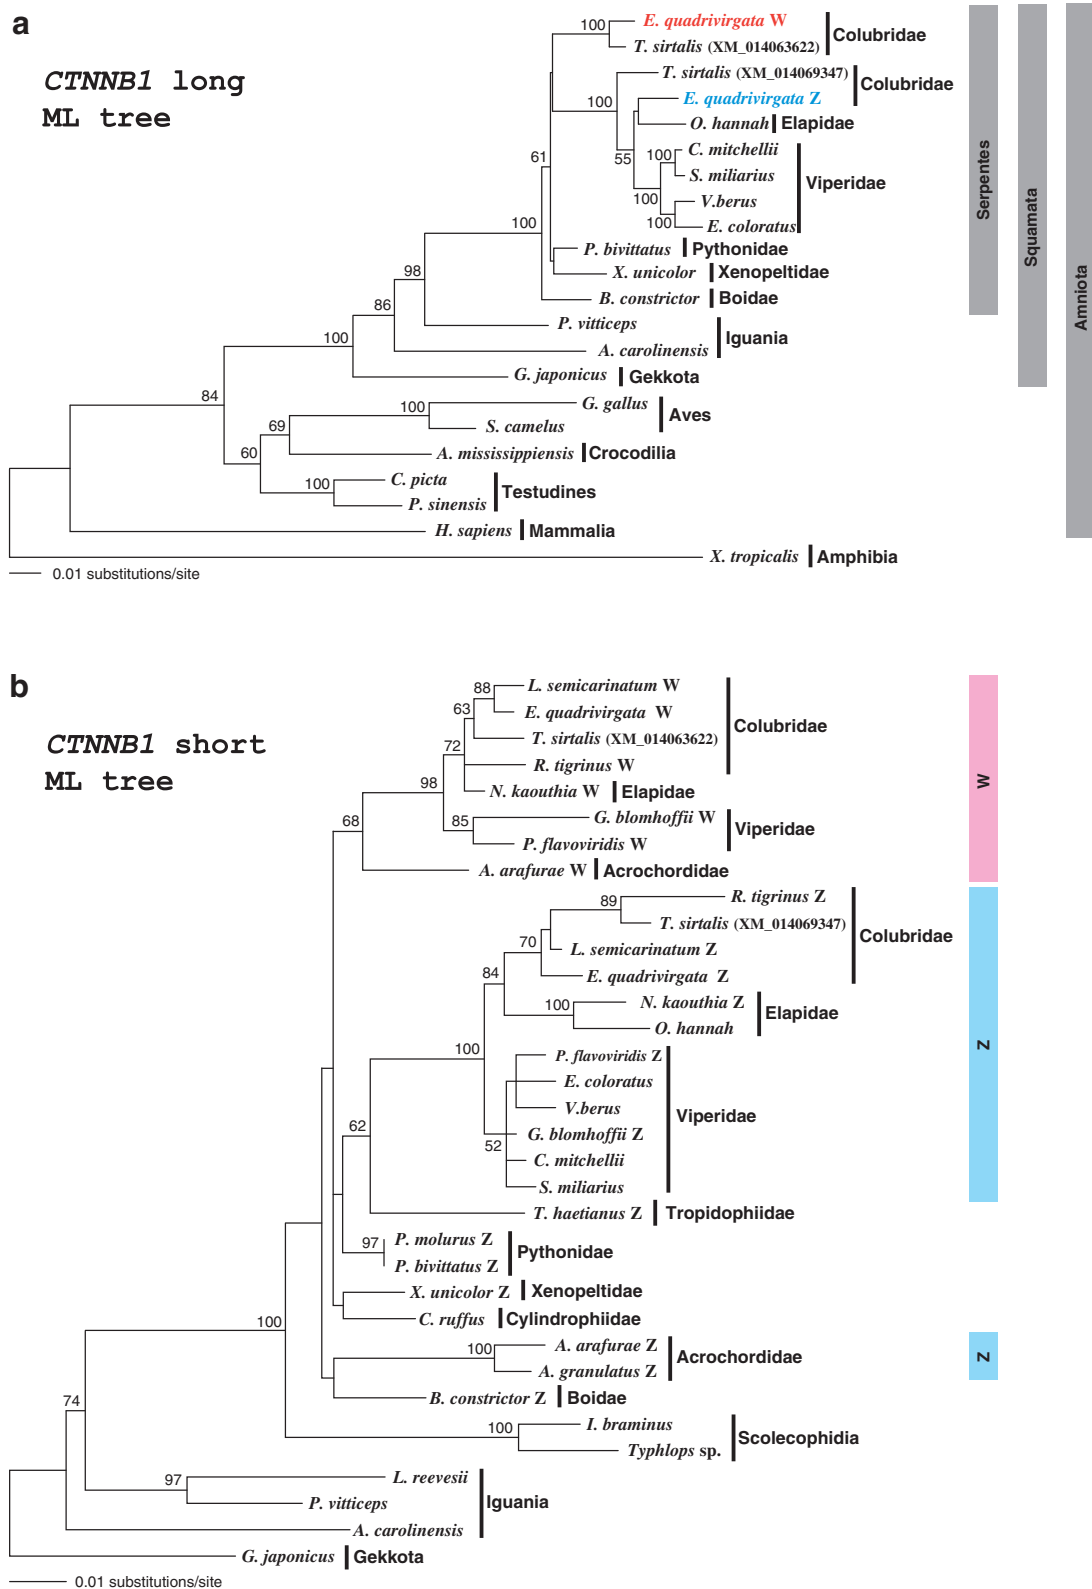 a
CTNNB1 long
ML tree
100
E. quadrivirgata W
T. sirtalis (XM_014063622)
Colubridae
T. sirtalis (XM_014069347)
Colubridae
100
E. quadrivirgata Z
O. hannah
Elapidae
55
100
C. mitchellii
S. miliarius
Viperidae
100
V.berus
100
E. coloratus
61
100
P. bivittatus
Pythonidae
X. unicolor
Xenopeltidae
B. constrictor
Boidae
98
P. vitticeps
Iguania
86
A. carolinensis
100
G. japonicus
Gekkota
84
100
G. gallus
Aves
S. camelus
69
A. mississippiensis
Crocodilia
60
100
C. picta
Testudines
P. sinensis
H. sapiens
Mammalia
X. tropicalis
Amphibia
0.01 substitutions/site
Serpentes
Squamata
Amniota
b
CTNNB1 short
ML tree
88
L. semicarinatum W
63
E. quadrivirgata W
Colubridae
T. sirtalis (XM_014063622)
72
R. tigrinus W
98
N. kaouthia W
Elapidae
85
G. blomhoffii W
Viperidae
P. flavoviridis W
68
A. arafurae W
Acrochordidae
W
89
R. tigrinus Z
T. sirtalis (XM_014069347)
Colubridae
70
L. semicarinatum Z
84
E. quadrivirgata Z
100
N. kaouthia Z
Elapidae
O. hannah
100
P. flavoviridis Z
E. coloratus
V.berus
Viperidae
G. blomhoffii Z
52
C. mitchellii
S. miliarius
62
T. haetianus Z
Tropidophiidae
Z
97
P. molurus Z
Pythonidae
P. bivittatus Z
X. unicolor Z
Xenopeltidae
C. ruffus
Cylindrophiidae
100
100
A. arafurae Z
Acrochordidae
A. granulatus Z
Z
B. constrictor Z
Boidae
100
I. braminus
Scolecophidia
Typhlops sp.
74
97
L. reevesii
P. vitticeps
Iguania
A. carolinensis
G. japonicus
Gekkota
0.01 substitutions/site